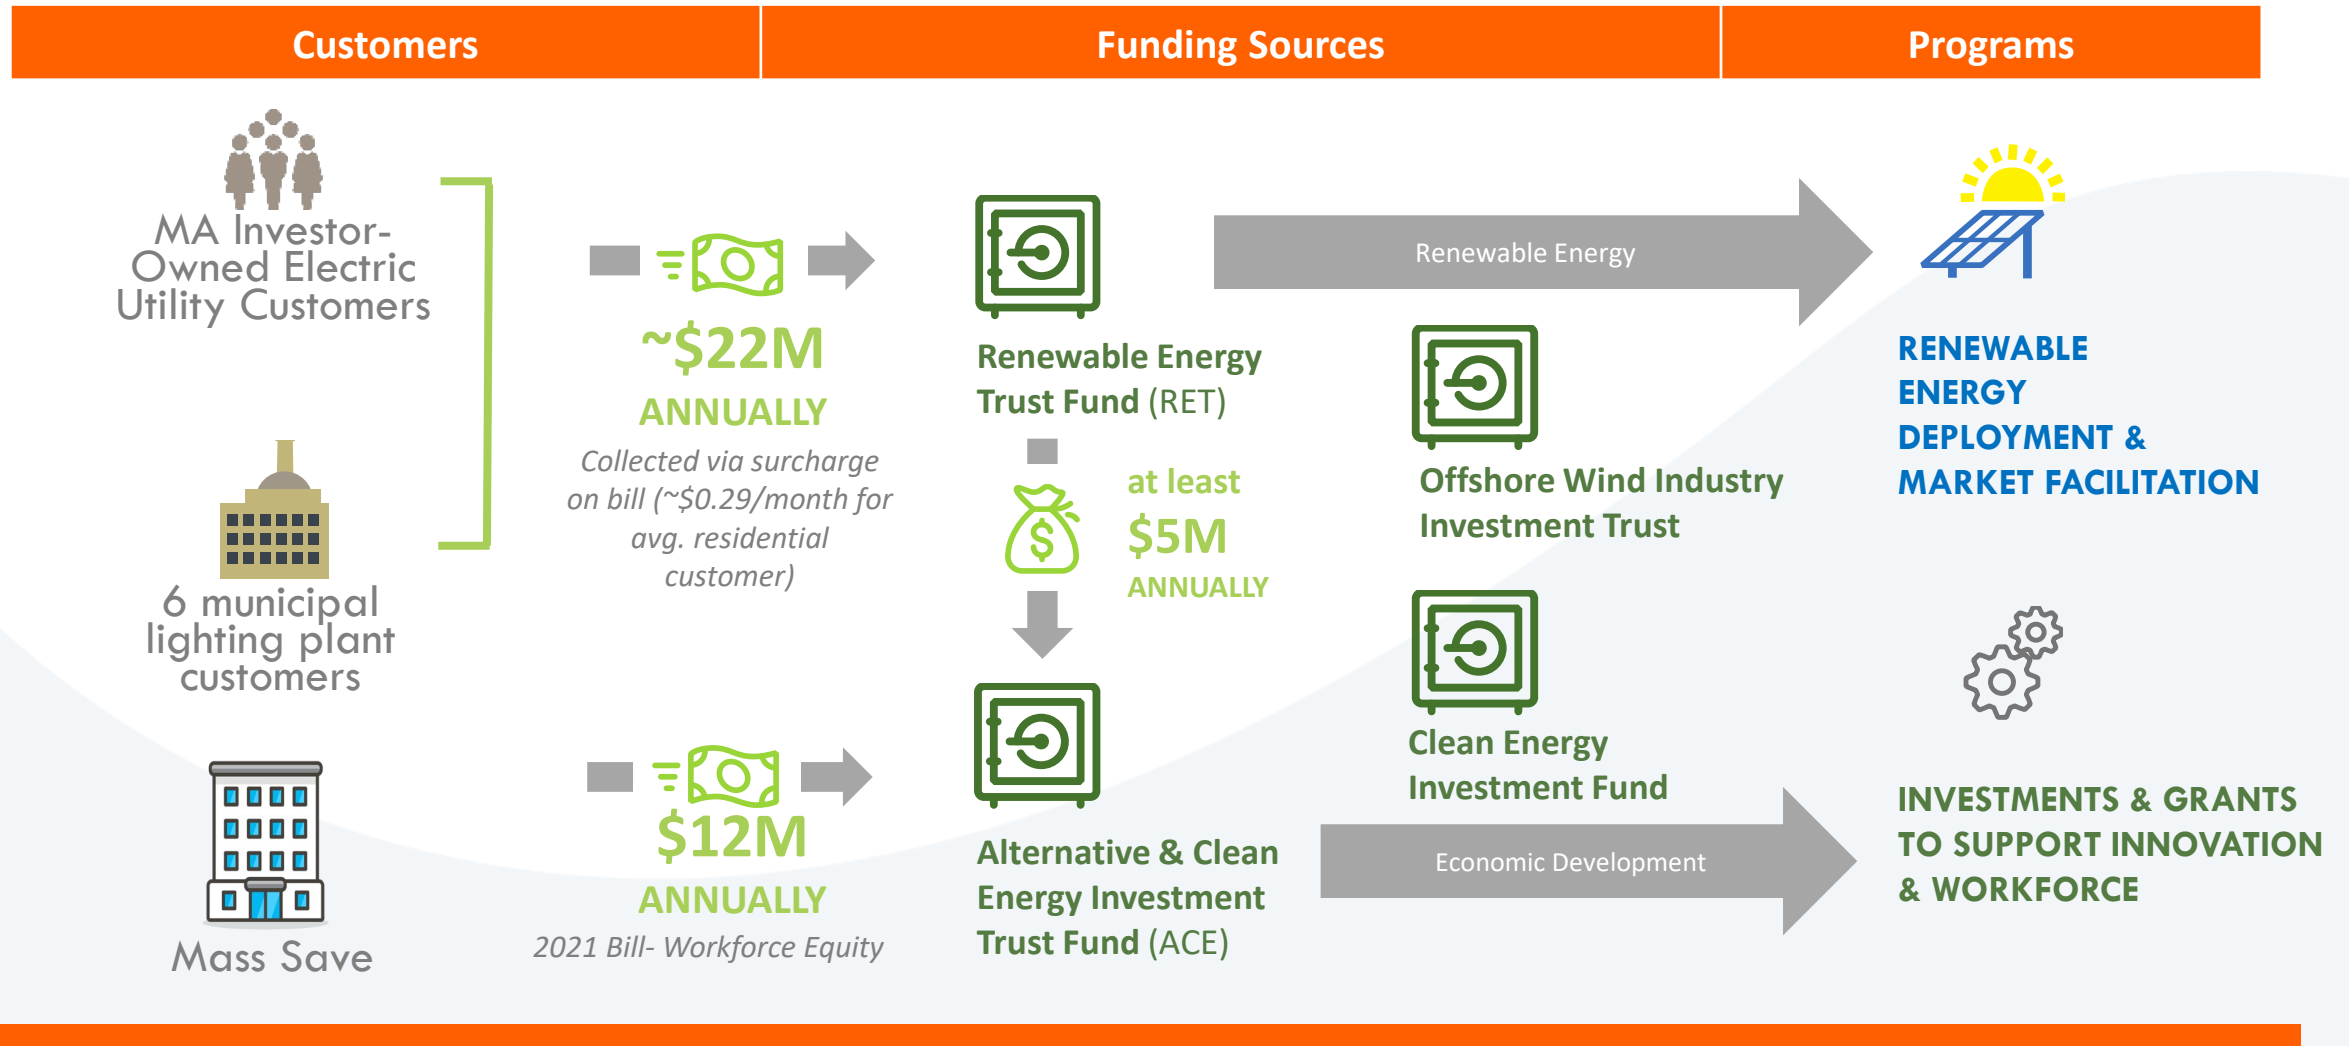 Customers
Funding Sources
Programs
MA Investor-
Owned Electric
Utility Customers
6 municipal
lighting plant
customers
Mass Save
~$22M
ANNUALLY
Collected via surcharge
on bill (~$0.29/month for
avg. residential
customer)
$12M
ANNUALLY
2021 Bill- Workforce Equity
Renewable Energy
Trust Fund (RET)
at least
$5M
ANNUALLY
Alternative & Clean
Energy Investment
Trust Fund (ACE)
Renewable Energy
Offshore Wind Industry
Investment Trust
Clean Energy
Investment Fund
Economic Development
RENEWABLE
ENERGY
DEPLOYMENT &
MARKET FACILITATION
INVESTMENTS & GRANTS
TO SUPPORT INNOVATION
& WORKFORCE